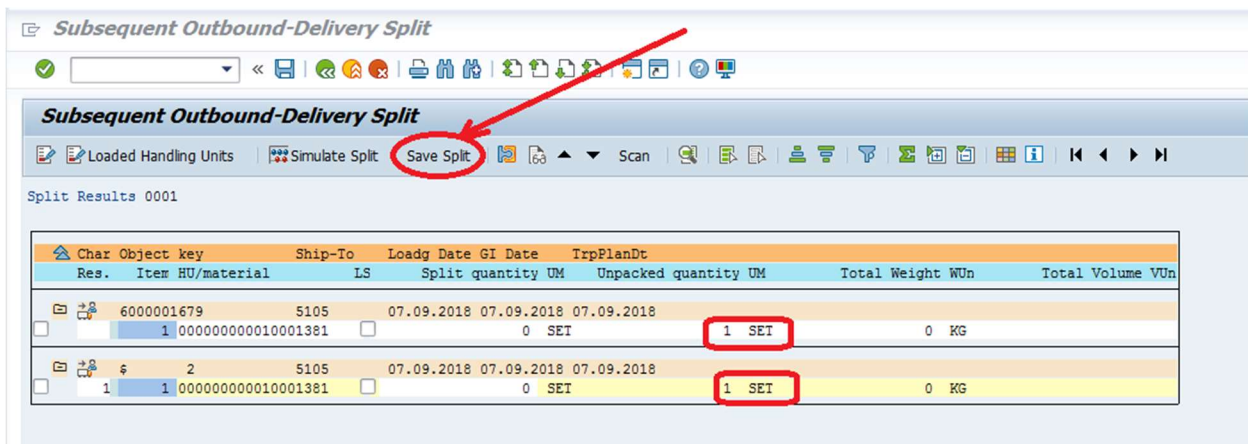 Subsequent Outbound-Delivery Split
Subsequent Outbound-Delivery Split
Loaded Handling Units Simulate Split Save Split Scan
Split Results 0001
Char Object key Ship-To Loadg Date GI Date TrpPlanDt
Res. Item HU/material LS Split quantity UM Unpacked quantity UM Total Weight WUn Total Volume VUn
6000001679 5105 07.09.2018 07.09.2018 07.09.2018
1 000000000010001381 0 SET 1 SET 0 KG
$ 2 5105 07.09.2018 07.09.2018 07.09.2018
1 1 000000000010001381 0 SET 1 SET 0 KG